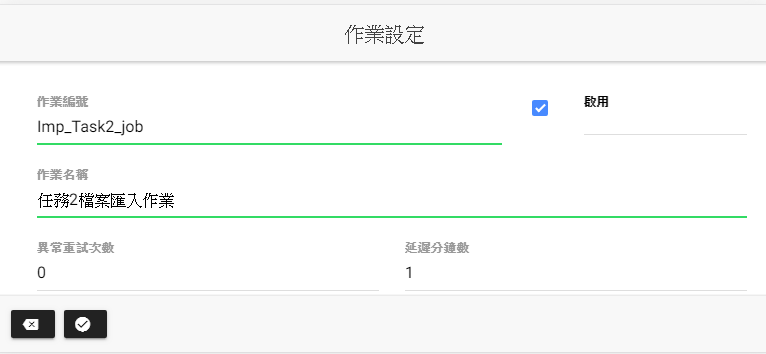 作業設定
作業編號
Imp_Task2_job
啟用
作業名稱
任務2檔案匯入作業
異常重試次數
延遲分鐘數
0
1